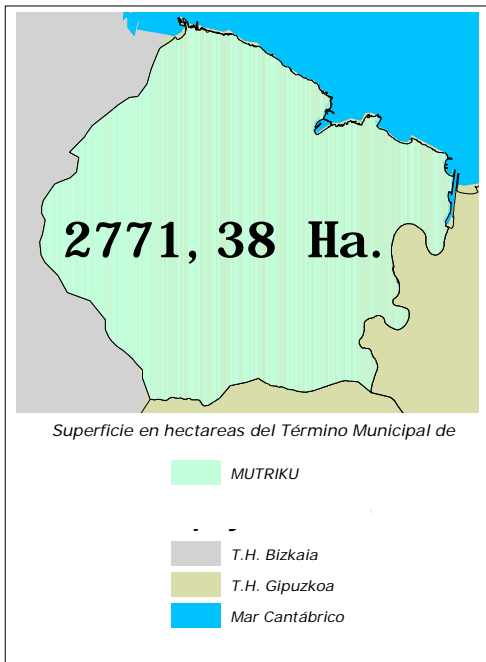 2771, 38 Ha.
Superficie en hectareas del Término Municipal de
MUTRIKU
T.H. Bizkaia
T.H. Gipuzkoa
Mar Cantábrico